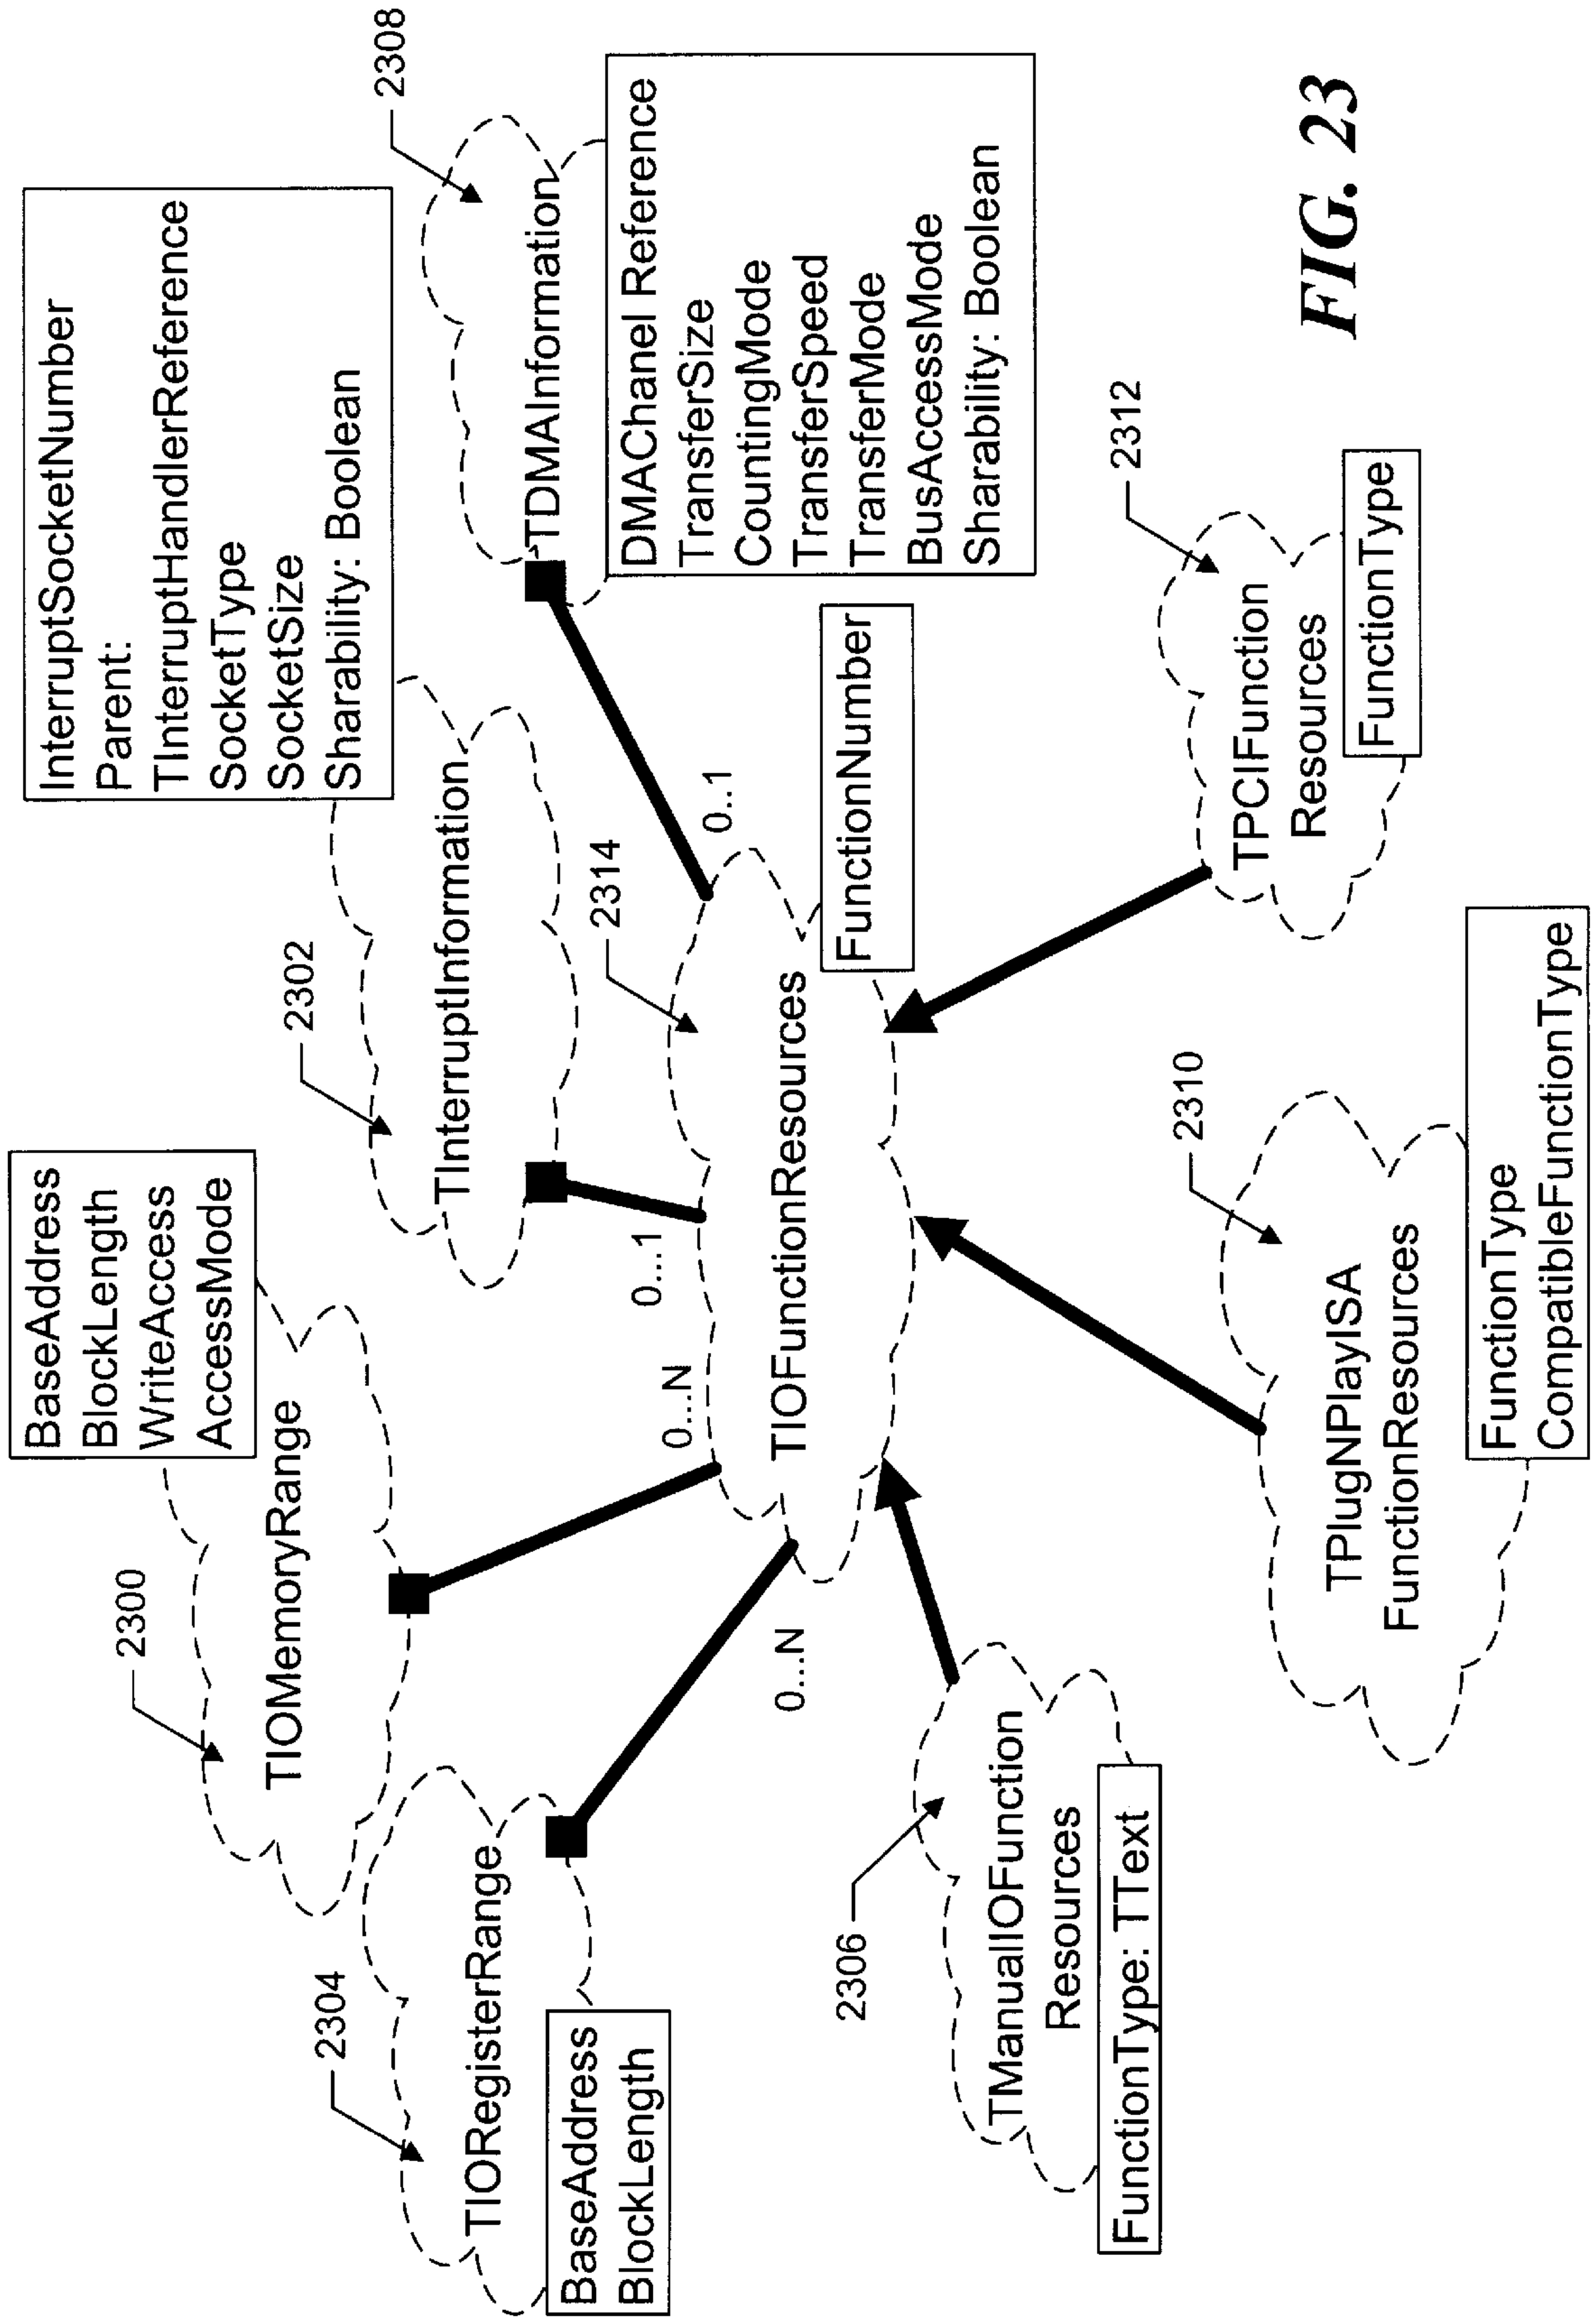 2300
BaseAddress
BlockLength
WriteAccess
AccessMode
TIOMemoryRange
2302
InterruptSocketNumber
Parent:
TInterruptHandlerReference
SocketType
SocketSize
Sharability: Boolean
TInterruptInformation
2308
TDMAInformation
DMAChanel Reference
TransferSize
CountingMode
TransferSpeed
TransferMode
BusAccessMode
Sharability: Boolean
2304
TIORegisterRange
BaseAddress
BlockLength
0...N
0...N
0...1
0..1
2314
TIOFunctionResources
FunctionNumber
2306
TManualIOFunction
Resources
FunctionType: TText
2310
TPlugNPlayISA
FunctionResources
FunctionType
CompatibleFunctionType
2312
TPCIFunction
Resources
FunctionType
FIG. 23